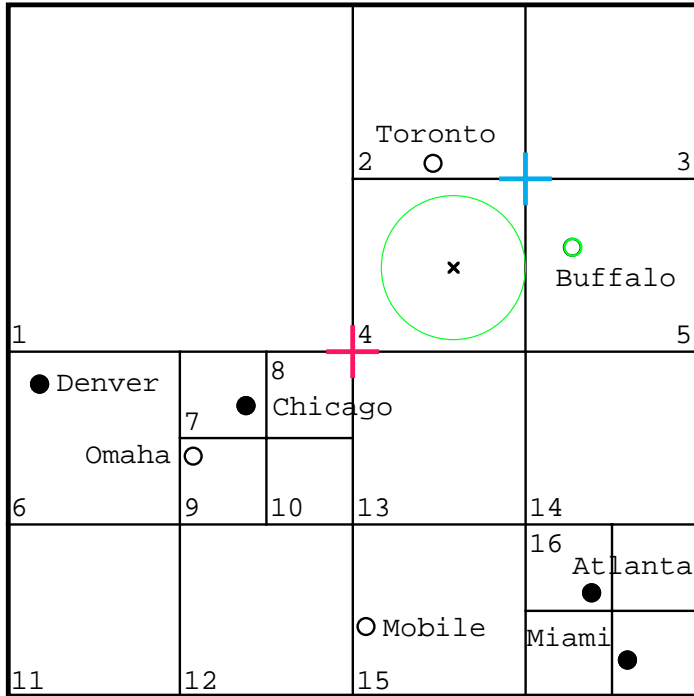 Toronto
2
3
Buffalo
1
4
5
8
Denver
Chicago
7
Omaha
6
9
10
13
14
16
Atlanta
Mobile
Miami
11
12
15